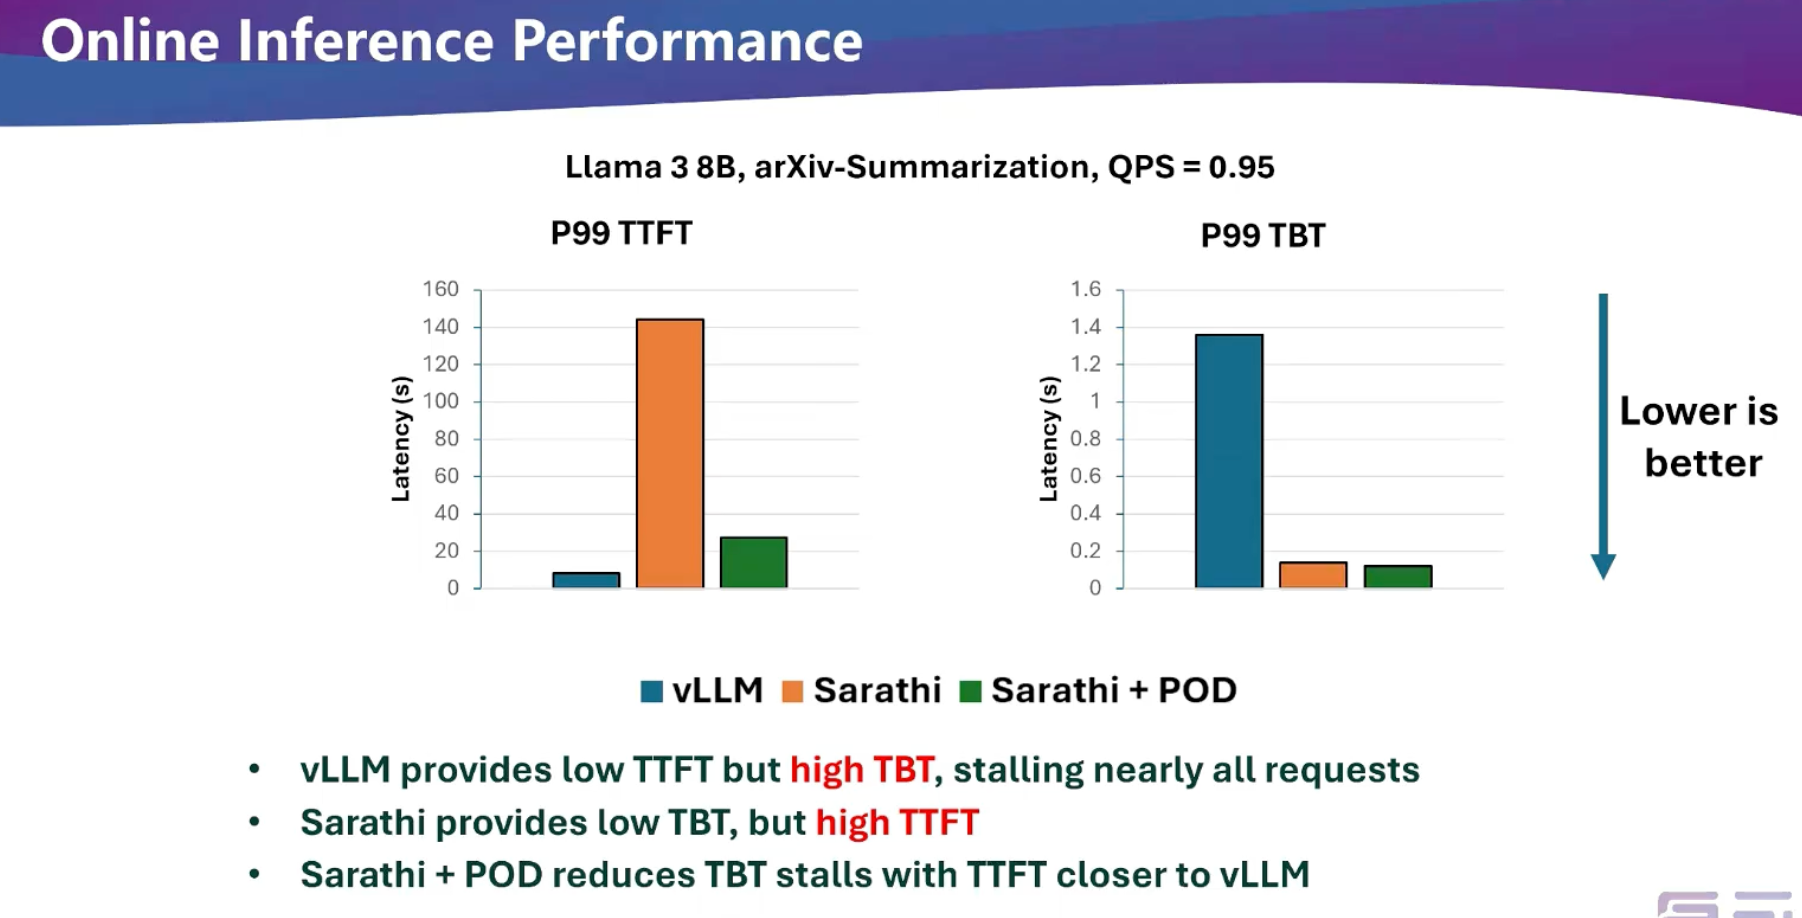 Online Inference Performance
Llama 3 8B, arXiv-Summarization, QPS = 0.95
P99 TTFT
160
140
120
100
80
60
40
20
0
Latency (s)
P99 TBT
1.6
1.4
1.2
1
0.8
0.6
0.4
0.2
0
Latency (s)
Lower is
better
vLLM
Sarathi
Sarathi + POD
• vLLM provides low TTFT but high TBT, stalling nearly all requests
• Sarathi provides low TBT, but high TTFT
• Sarathi + POD reduces TBT stalls with TTFT closer to vLLM